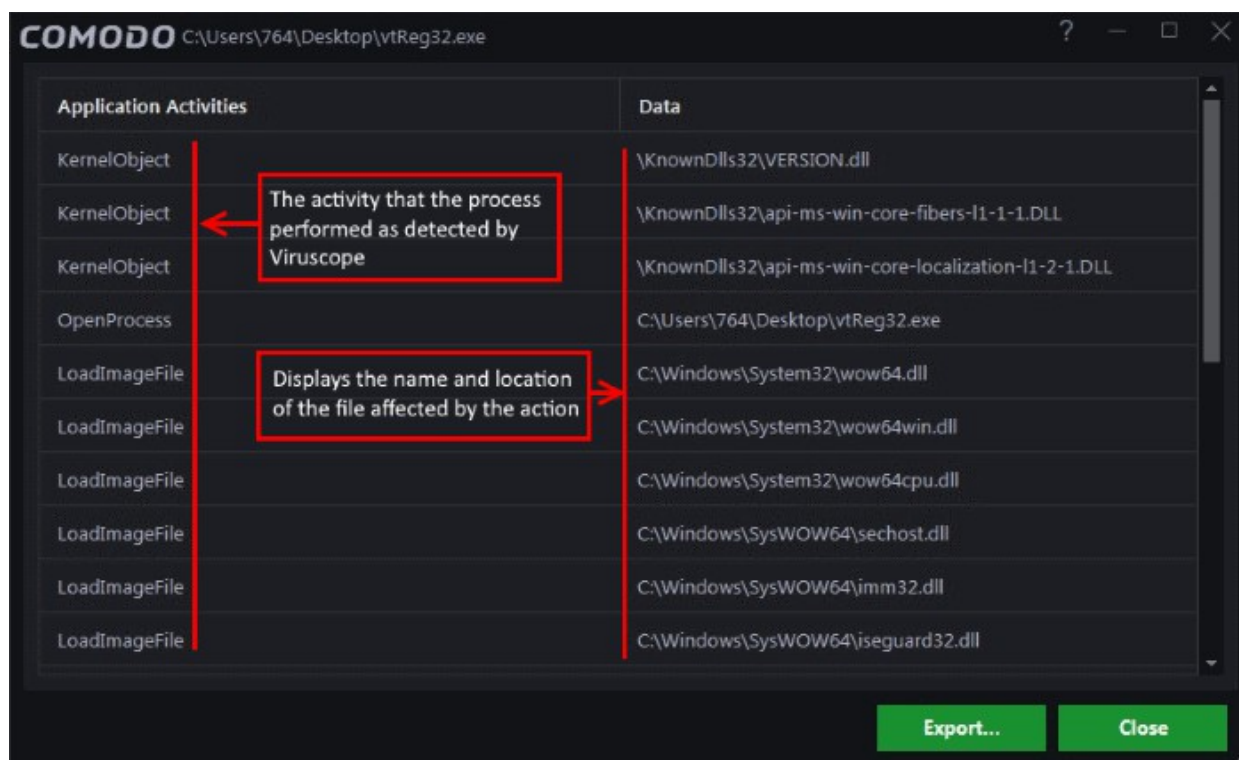 COMODO C:\Users\764\Desktop\vtReg32.exe ?
Application Activities Data
KernelObject \KnownDlls32\VERSION.dll
The activity that the process
performed as detected by
Viruscope
KernelObject \KnownDlls32\api-ms-win-core-fibers-l1-1-1.DLL
KernelObject \KnownDlls32\api-ms-win-core-localization-l1-2-1.DLL
OpenProcess C:\Users\764\Desktop\vtReg32.exe
LoadImageFile C:\Windows\System32\wow64.dll
Displays the name and location
of the file affected by the action
LoadImageFile C:\Windows\System32\wow64win.dll
LoadImageFile C:\Windows\System32\wow64cpu.dll
LoadImageFile C:\Windows\SysWOW64\sechost.dll
LoadImageFile C:\Windows\SysWOW64\imm32.dll
LoadImageFile C:\Windows\SysWOW64\iseguard32.dll
Export... Close